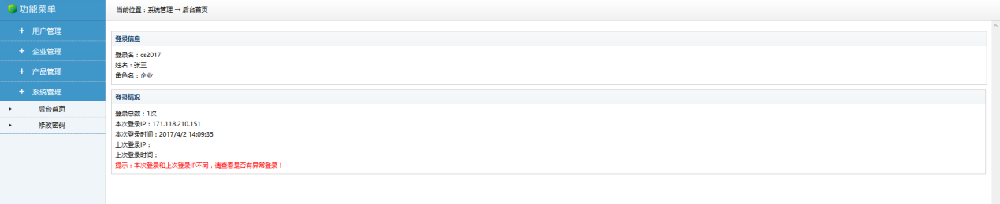 功能菜单
当前位置：系统管理 → 后台首页
+ 用户管理
+ 企业管理
+ 产品管理
+ 系统管理
后台首页
修改密码
登录信息
登录名：cs2017
姓名：张三
角色名：企业
登录情况
登录总数：1次
本次登录IP：171.118.210.151
本次登录时间：2017/4/2 14:09:35
上次登录IP：
上次登录时间：
提示：本次登录和上次登录IP不同，请查看是否有异常登录！